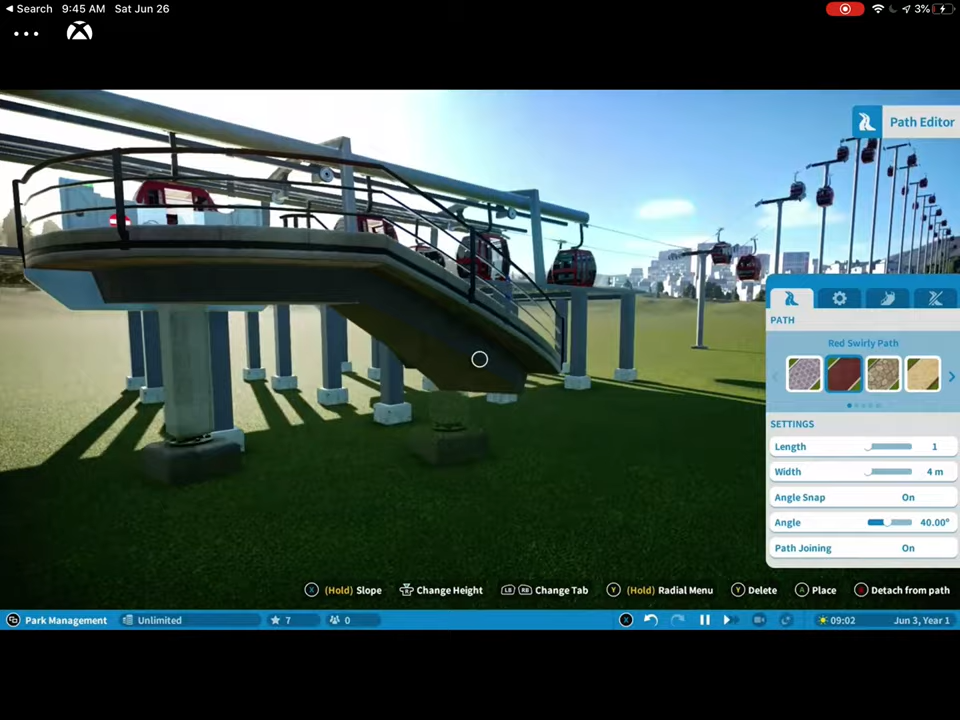 ◀ Search 9:45 AM Sat Jun 26 3%
Path Editor
PATH
Red Swirly Path
SETTINGS
Length 1
Width 4 m
Angle Snap On
Angle 40.00°
Path Joining On
X (Hold) Slope Change Height LB RB Change Tab Y (Hold) Radial Menu Y Delete A Place B Detach from path
Park Management Unlimited 7 0 X 09:02 Jun 3, Year 1